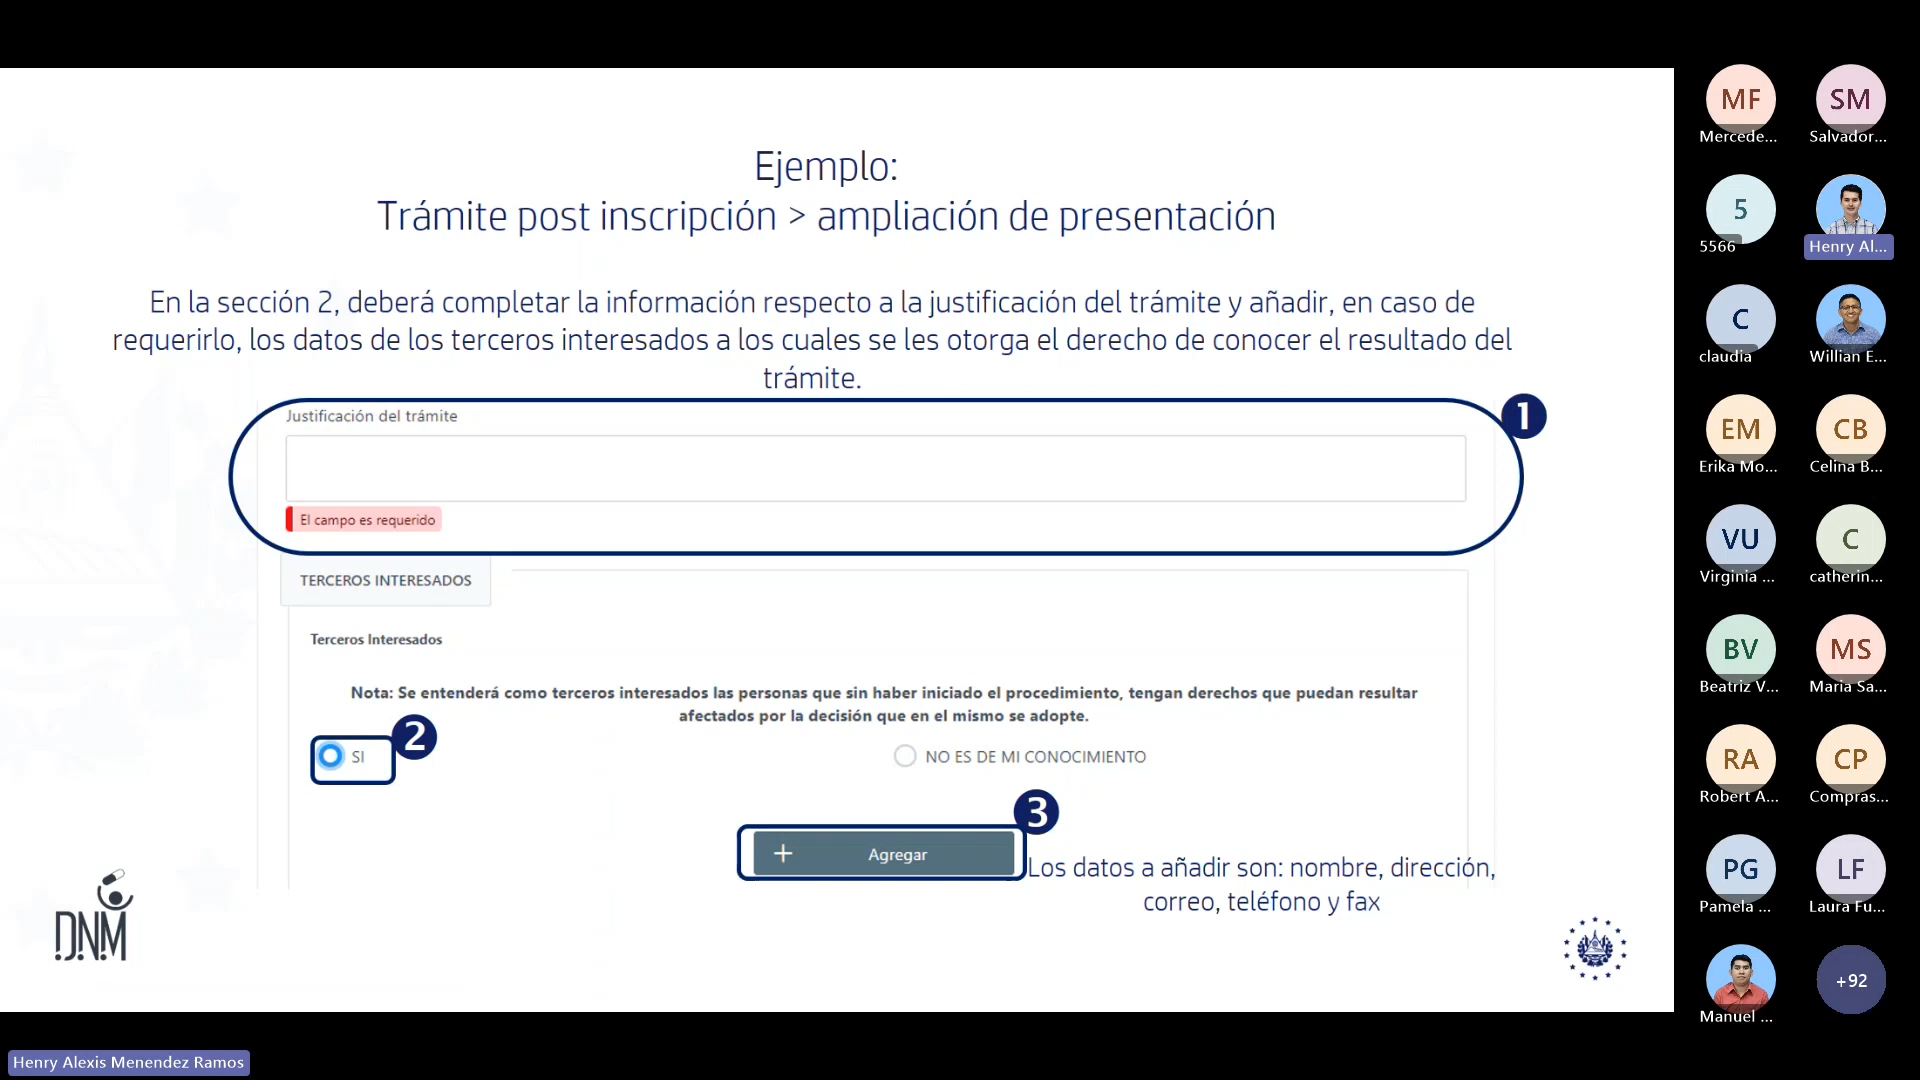 Ejemplo:
Trámite post inscripción > ampliación de presentación
En la sección 2, deberá completar la información respecto a la justificación del trámite y añadir, en caso de
requerirlo, los datos de los terceros interesados a los cuales se les otorga el derecho de conocer el resultado del
trámite.
Justificación del trámite
1
El campo es requerido
TERCEROS INTERESADOS
Terceros Interesados
Nota: Se entenderá como terceros interesados las personas que sin haber iniciado el procedimiento, tengan derechos que puedan resultar
afectados por la decisión que en el mismo se adopte.
2
SI
NO ES DE MI CONOCIMIENTO
3
+ Agregar
Los datos a añadir son: nombre, dirección,
correo, teléfono y fax
DNM
MF
Mercede...
SM
Salvador...
5
5566
Henry Al...
C
claudia
Willian E...
EM
Erika Mo...
CB
Celina B...
VU
Virginia ...
C
catherin...
BV
Beatriz V...
MS
Maria Sa...
RA
Robert A...
CP
Compras...
PG
Pamela ...
LF
Laura Fu...
Manuel ...
+92
Henry Alexis Menendez Ramos